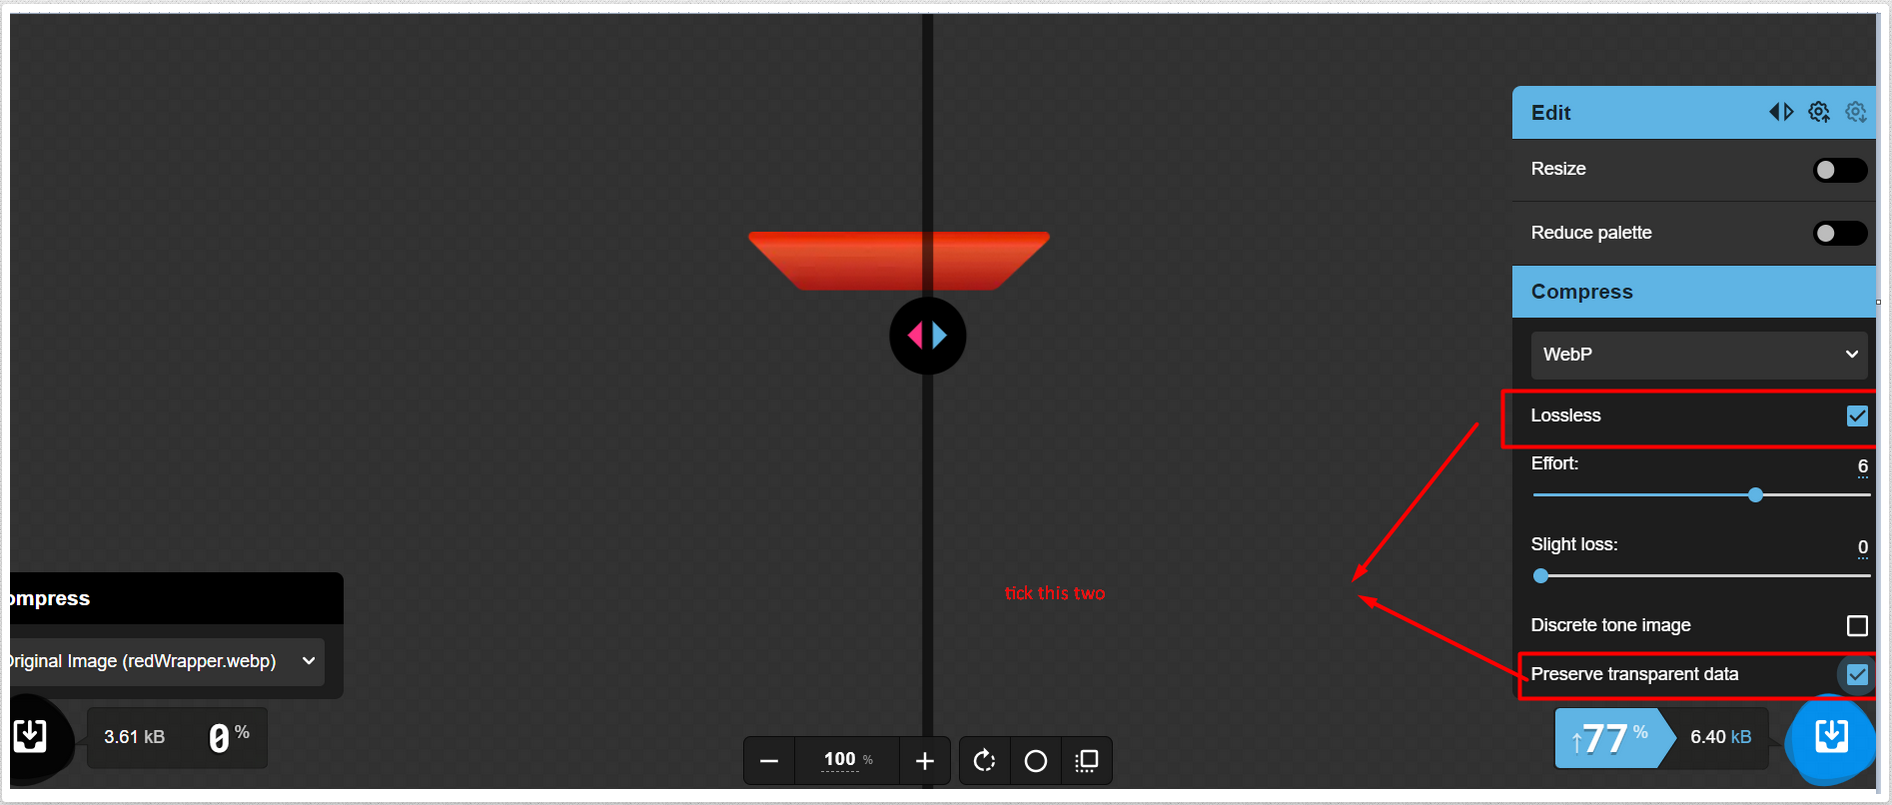 Edit
Resize
Reduce palette
Compress
WebP
Lossless
Effort:
6
Slight loss:
0
tick this two
Discrete tone image
Preserve transparent data
ompress
Original Image (redWrapper.webp)
3.61 kB
0 %
100 %
↑77 %
6.40 kB